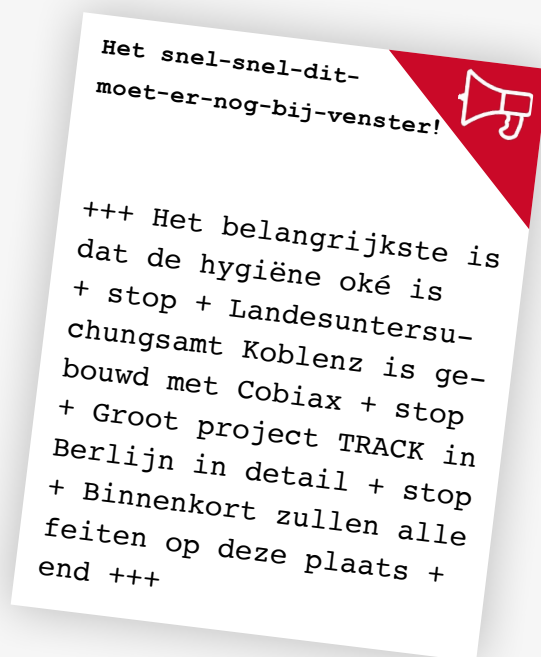 Het snel-snel-dit-
moet-er-nog-bij-venster!
+++ Het belangrijkste is
dat de hygiëne oké is
+ stop + Landesuntersu-
chungsamt Koblenz is ge-
bouwd met Cobiax + stop
+ Groot project TRACK in
Berlijn in detail + stop
+ Binnenkort zullen alle
feiten op deze plaats +
end +++